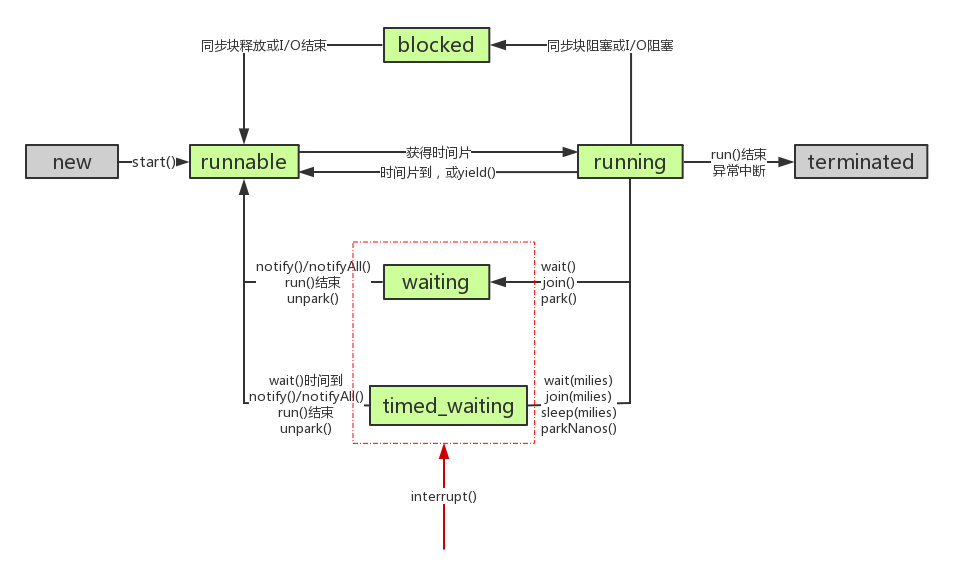 blocked
同步块释放或I/O结束
同步块阻塞或I/O阻塞
new
start()
runnable
获得时间片
时间片到，或yield()
running
run()结束
异常中断
terminated
notify()/notifyAll()
run()结束
unpark()
waiting
wait()
join()
park()
wait()时间到
notify()/notifyAll()
run()结束
unpark()
timed_waiting
wait(milies)
join(milies)
sleep(milies)
parkNanos()
interrupt()